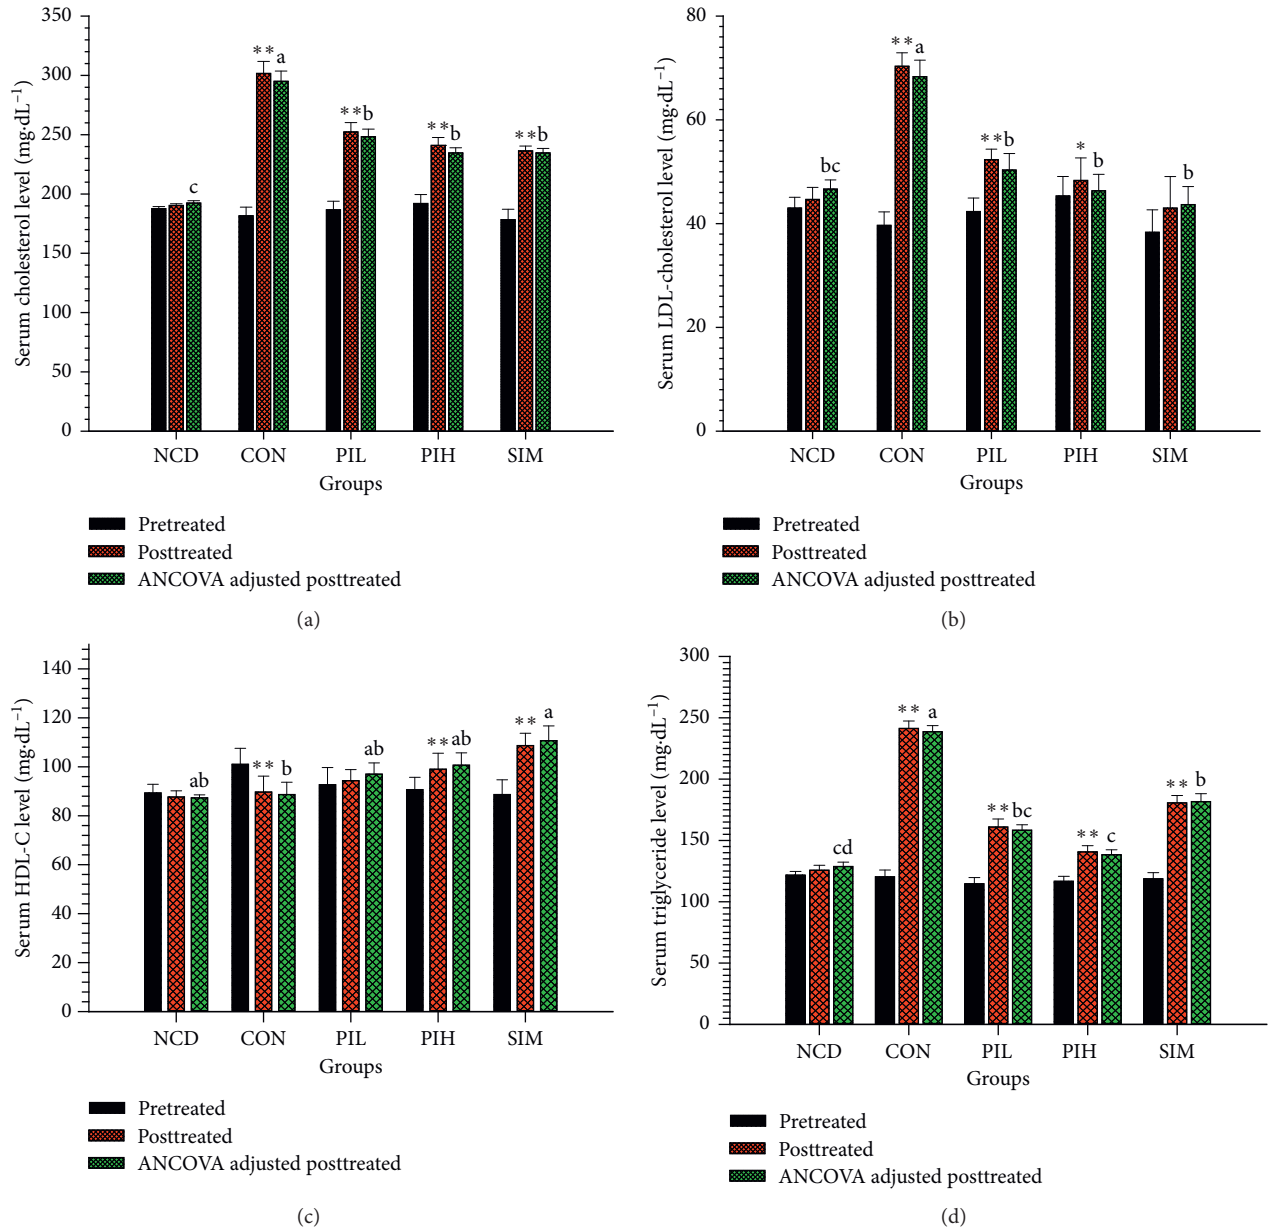 350
300
250
200
150
100
50
0
Serum cholesterol level (mg·dL⁻¹)
c
**
a
**
b
**
b
**
b
NCD
CON
PIL
PIH
SIM
Groups
Pretreated
Posttreated
ANCOVA adjusted posttreated
(a)
80
60
40
20
0
Serum LDL-cholesterol level (mg·dL⁻¹)
bc
**
a
**
b
*
b
b
NCD
CON
PIL
PIH
SIM
Groups
Pretreated
Posttreated
ANCOVA adjusted posttreated
(b)
140
120
100
80
60
40
20
0
Serum HDL-C level (mg·dL⁻¹)
ab
**
b
ab
**
ab
**
a
NCD
CON
PIL
PIH
SIM
Groups
Pretreated
Posttreated
ANCOVA adjusted posttreated
(c)
300
250
200
150
100
50
0
Serum triglyceride level (mg·dL⁻¹)
cd
**
a
**
bc
**
c
**
b
NCD
CON
PIL
PIH
SIM
Groups
Pretreated
Posttreated
ANCOVA adjusted posttreated
(d)